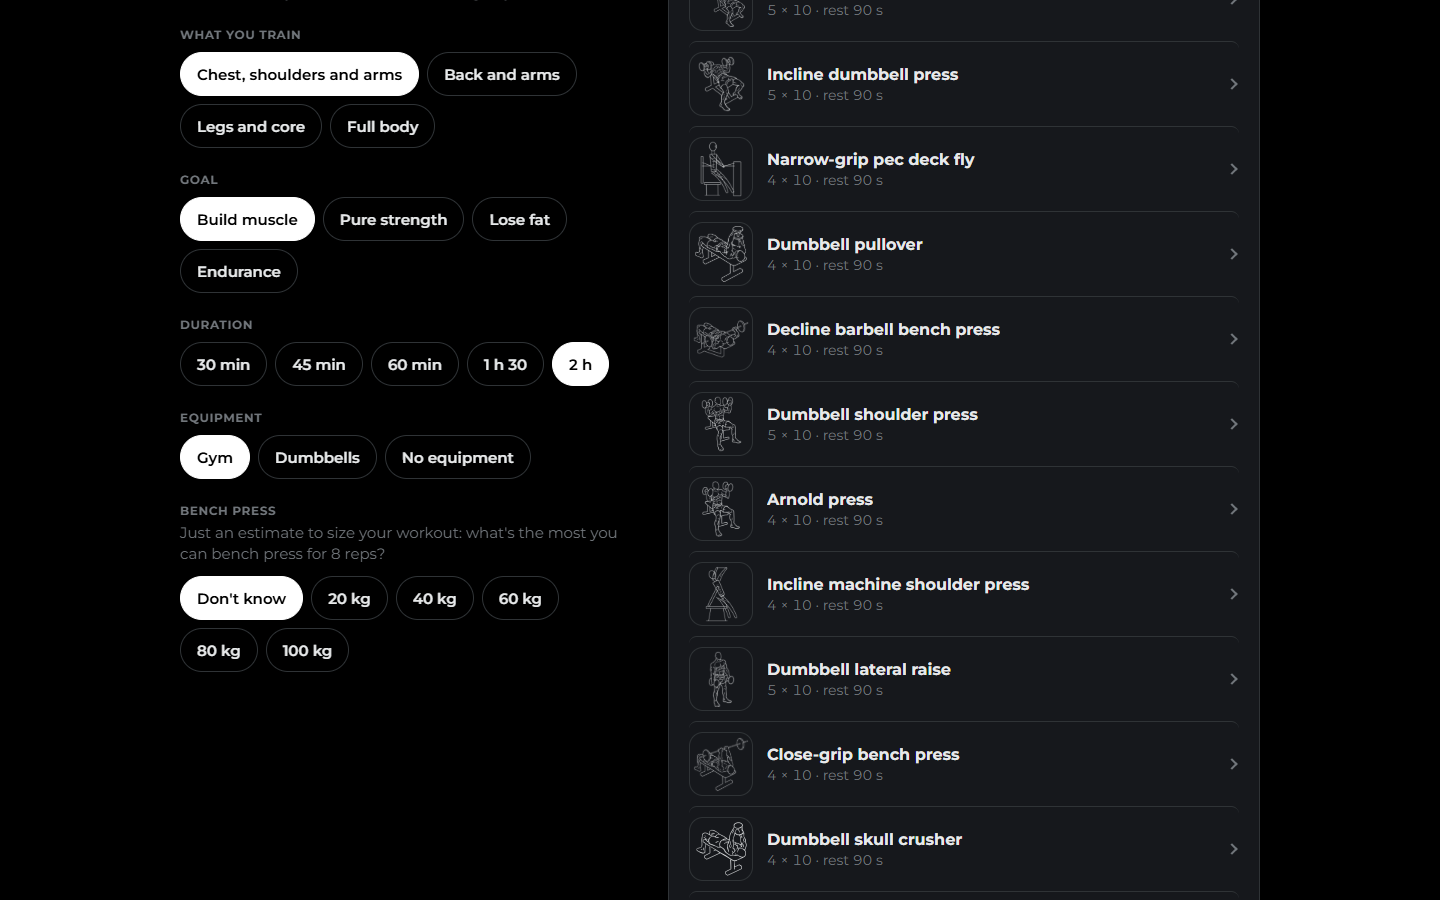 WHAT YOU TRAIN
Chest, shoulders and arms
Back and arms
Legs and core
Full body
GOAL
Build muscle
Pure strength
Lose fat
Endurance
DURATION
30 min
45 min
60 min
1 h 30
2 h
EQUIPMENT
Gym
Dumbbells
No equipment
BENCH PRESS
Just an estimate to size your workout: what's the most you
can bench press for 8 reps?
Don't know
20 kg
40 kg
60 kg
80 kg
100 kg
5 × 10 · rest 90 s
Incline dumbbell press
5 × 10 · rest 90 s
Narrow-grip pec deck fly
4 × 10 · rest 90 s
Dumbbell pullover
4 × 10 · rest 90 s
Decline barbell bench press
4 × 10 · rest 90 s
Dumbbell shoulder press
5 × 10 · rest 90 s
Arnold press
4 × 10 · rest 90 s
Incline machine shoulder press
4 × 10 · rest 90 s
Dumbbell lateral raise
5 × 10 · rest 90 s
Close-grip bench press
4 × 10 · rest 90 s
Dumbbell skull crusher
4 × 10 · rest 90 s